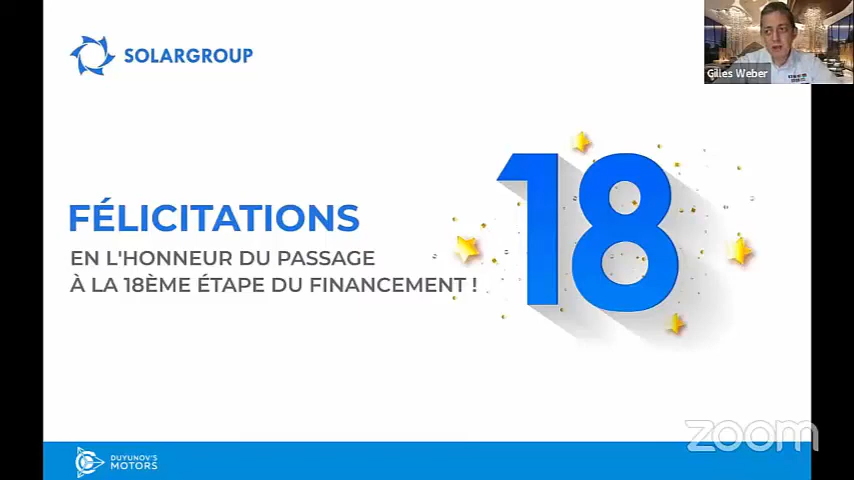 SOLARGROUP
Gilles Weber
18
FÉLICITATIONS
EN L'HONNEUR DU PASSAGE
À LA 18ÈME ÉTAPE DU FINANCEMENT !
zoom
DUYUNOV'S
MOTORS